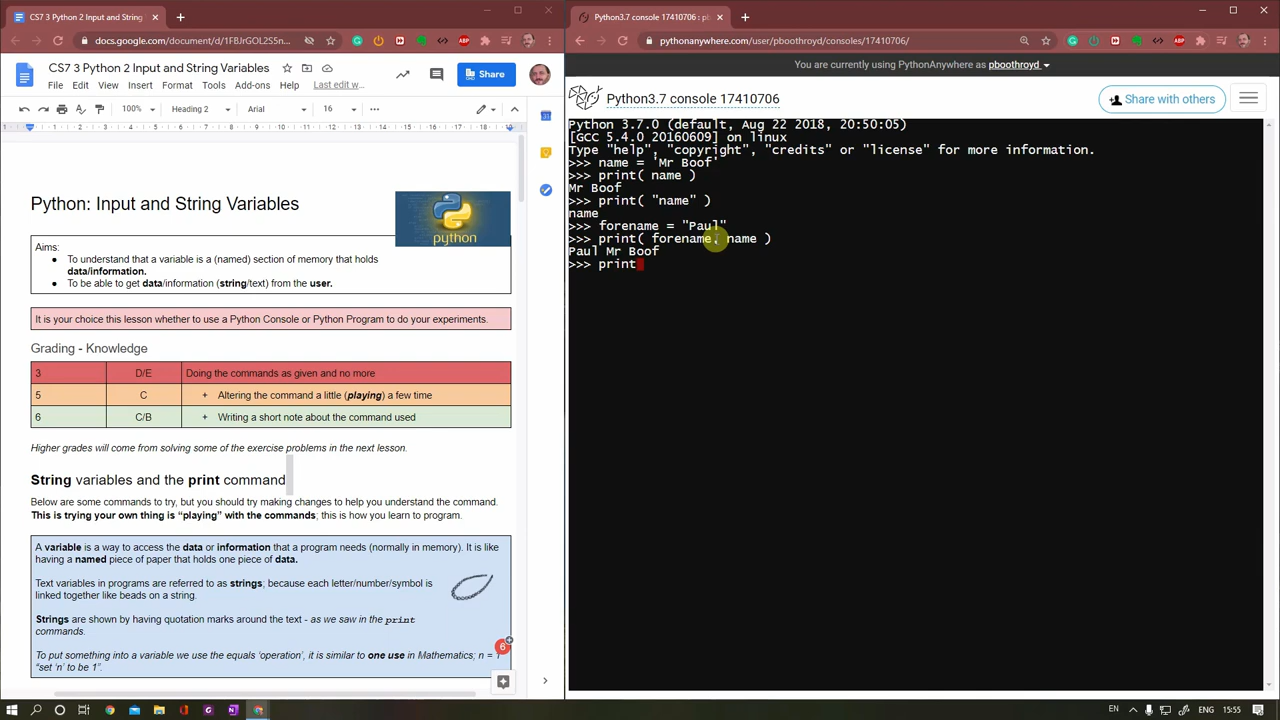 CS7 3 Python 2 Input and String
docs.google.com/document/d/1FBJrGOL2S5n...
CS7 3 Python 2 Input and String Variables
File Edit View Insert Format Tools Add-ons Help Last edit w...
Share
100% Heading 2 Arial 16
Python: Input and String Variables
python
Aims:
To understand that a variable is a (named) section of memory that holds
data/information.
To be able to get data/information (string/text) from the user.
It is your choice this lesson whether to use a Python Console or Python Program to do your experiments.
Grading - Knowledge
3 D/E Doing the commands as given and no more
5 C + Altering the command a little (playing) a few time
6 C/B + Writing a short note about the command used
Higher grades will come from solving some of the exercise problems in the next lesson.
String variables and the print command
Below are some commands to try, but you should try making changes to help you understand the command.
This is trying your own thing is “playing” with the commands; this is how you learn to program.
A variable is a way to access the data or information that a program needs (normally in memory). It is like
having a named piece of paper that holds one piece of data.
Text variables in programs are referred to as strings; because each letter/number/symbol is
linked together like beads on a string.
Strings are shown by having quotation marks around the text - as we saw in the print
commands.
To put something into a variable we use the equals ‘operation’, it is similar to one use in Mathematics; n = 1
“set ‘n’ to be 1”.
6
Python3.7 console 17410706 : pb
pythonanywhere.com/user/pboothroyd/consoles/17410706/
You are currently using PythonAnywhere as pboothroyd
Python3.7 console 17410706
Share with others
Python 3.7.0 (default, Aug 22 2018, 20:50:05)
[GCC 5.4.0 20160609] on linux
Type "help", "copyright", "credits" or "license" for more information.
>>> name = 'Mr Boof'
>>> print( name )
Mr Boof
>>> print( "name" )
name
>>> forename = "Paul"
>>> print( forename, name )
Paul Mr Boof
>>> print
EN ENG 15:55